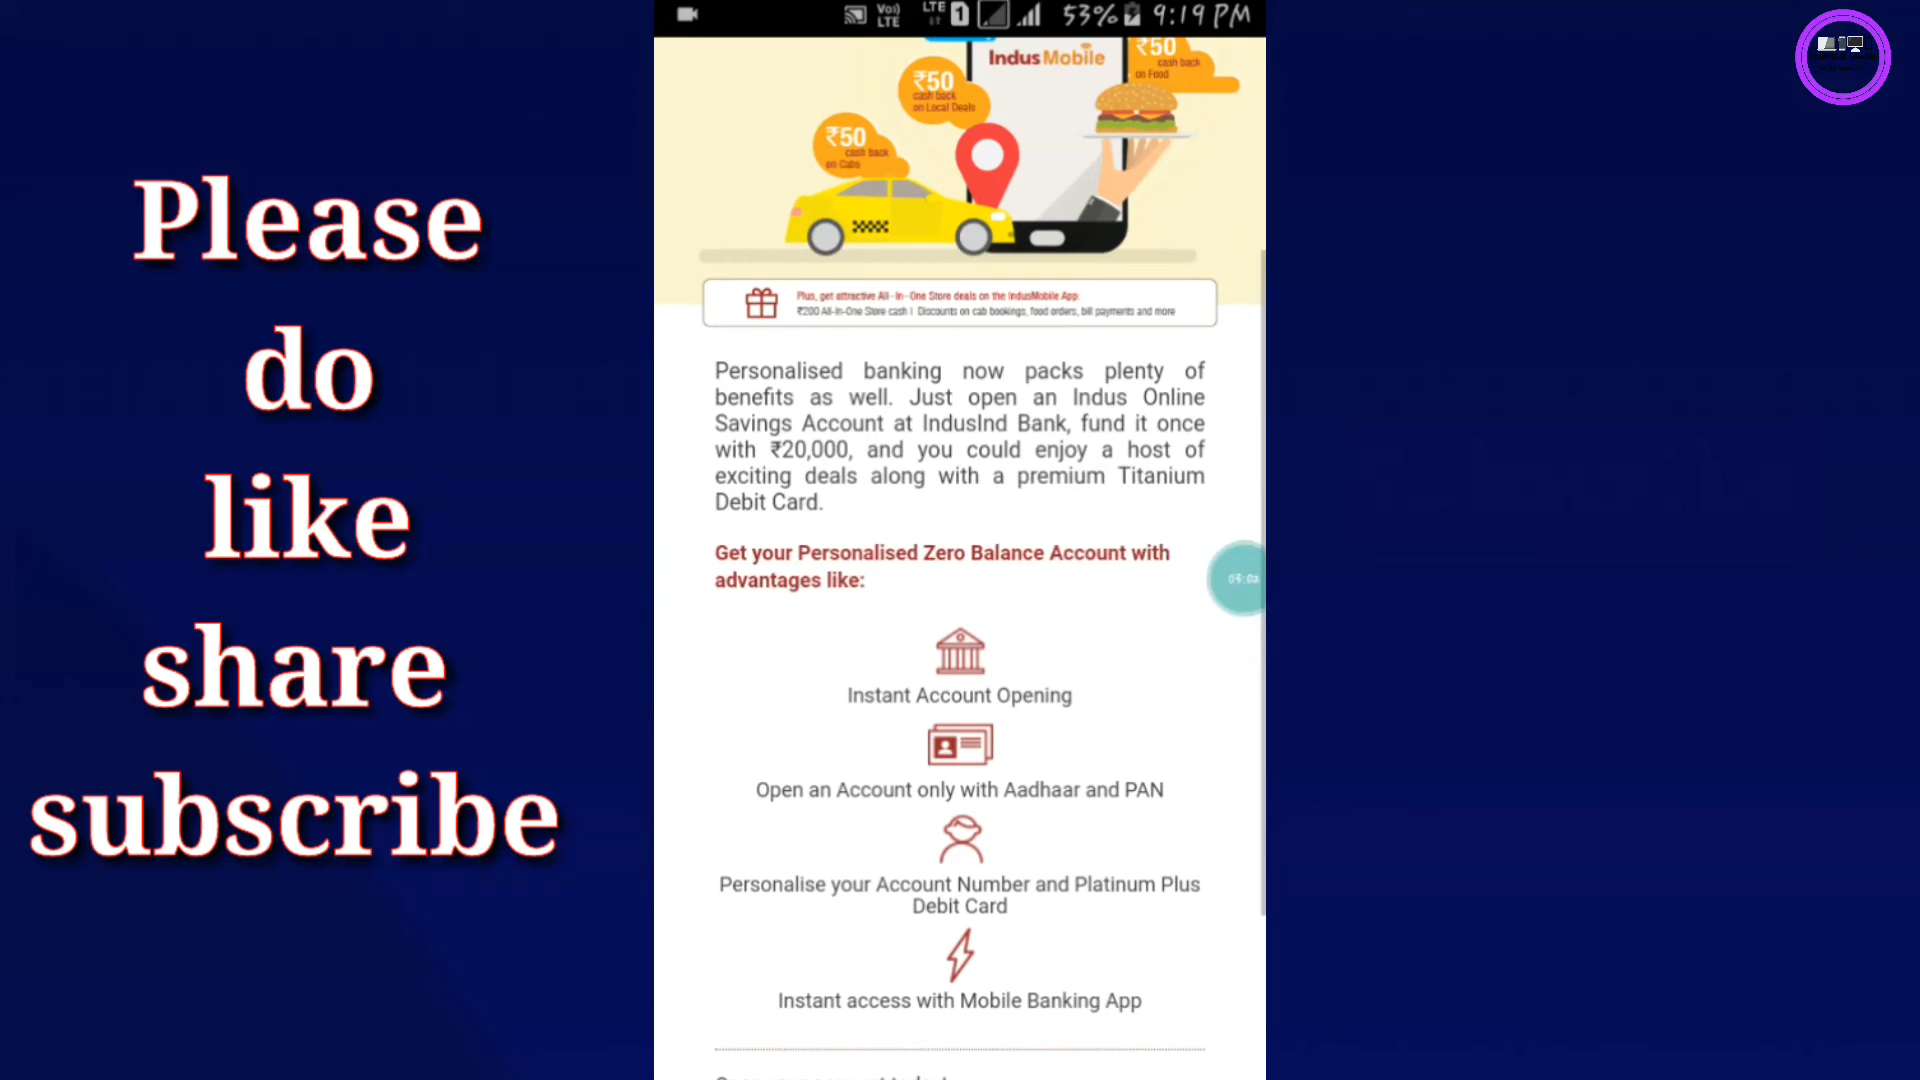 Please
do
like
share
subscribe
LTE
1
53%
9:19 PM
IndusMobile
₹50
cash back
on Food
₹50
cash back
on Local Deals
₹50
cash back
on Cabs
Plus, get attractive All-In-One Store deals on the IndusMobile App:
₹200 All-In-One Store cash | Discounts on cab bookings, food orders, bill payments and more
Personalised banking now packs plenty of
benefits as well. Just open an Indus Online
Savings Account at IndusInd Bank, fund it once
with ₹20,000, and you could enjoy a host of
exciting deals along with a premium Titanium
Debit Card.
Get your Personalised Zero Balance Account with
advantages like:
Instant Account Opening
Open an Account only with Aadhaar and PAN
Personalise your Account Number and Platinum Plus
Debit Card
Instant access with Mobile Banking App